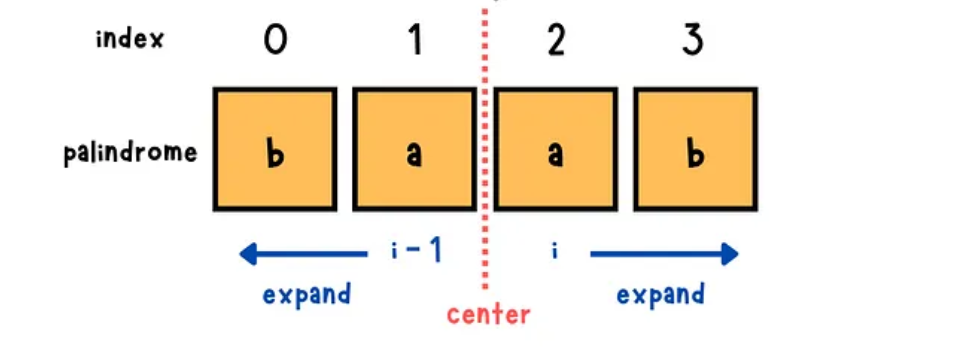 index 0 1 2 3
palindrome b a a b
i - 1 i
expand expand
center